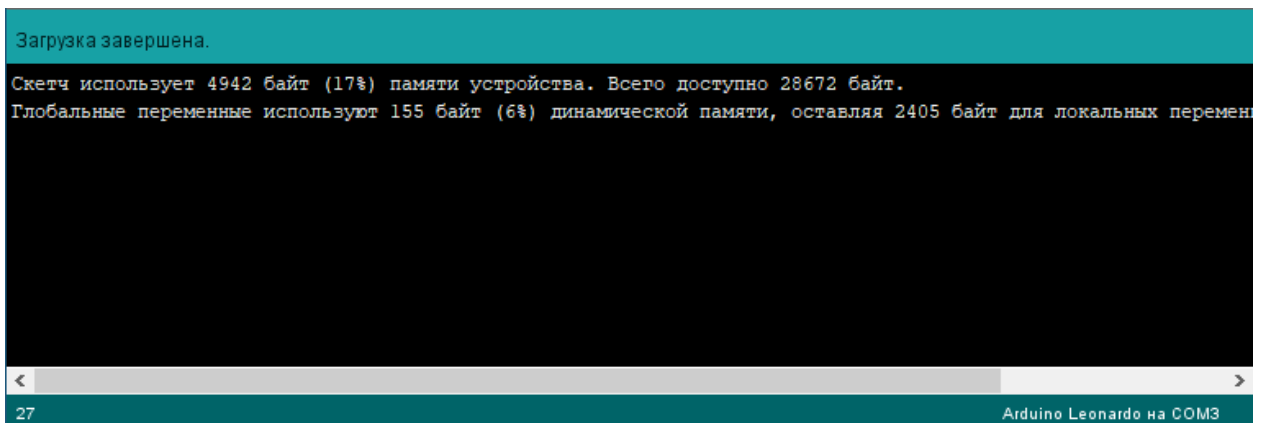 Загрузка завершена.
Скетч использует 4942 байт (17%) памяти устройства. Всего доступно 28672 байт.
Глобальные переменные используют 155 байт (6%) динамической памяти, оставляя 2405 байт для локальных перемен
27
Arduino Leonardo на COM3